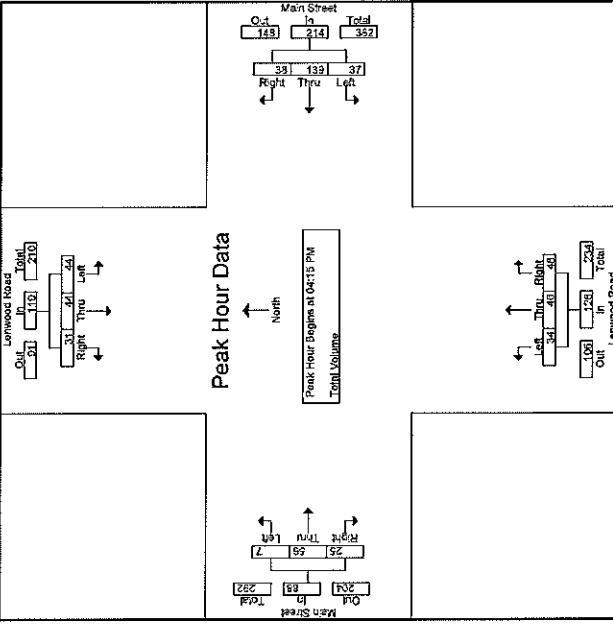 Main Street
Out In Total
148 214 362
38 139 37
Right Thru Left
Lenwood Road
Out In Total
91 119 210
31 44 44
Right Thru Left
Peak Hour Data
North
Peak Hour Begins at 04:15 PM
Total Volume
Left Thru Right
34 46 48
106 128 234
Out In Total
Lenwood Road
Left Thru Right
7 56 25
292 88 204
Total In Out
Main Street